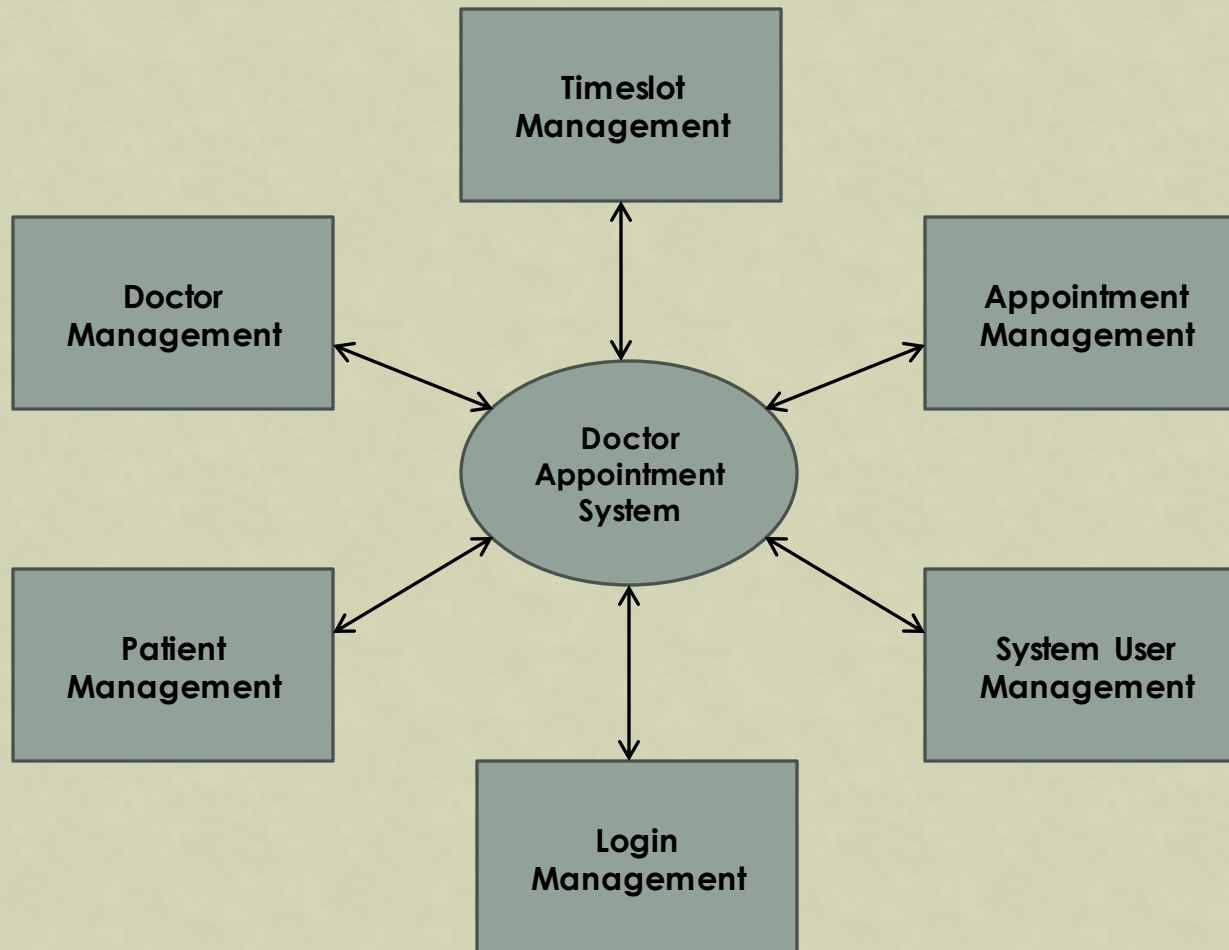 Timeslot
Management
Doctor
Management
Appointment
Management
Doctor
Appointment
System
Patient
Management
System User
Management
Login
Management